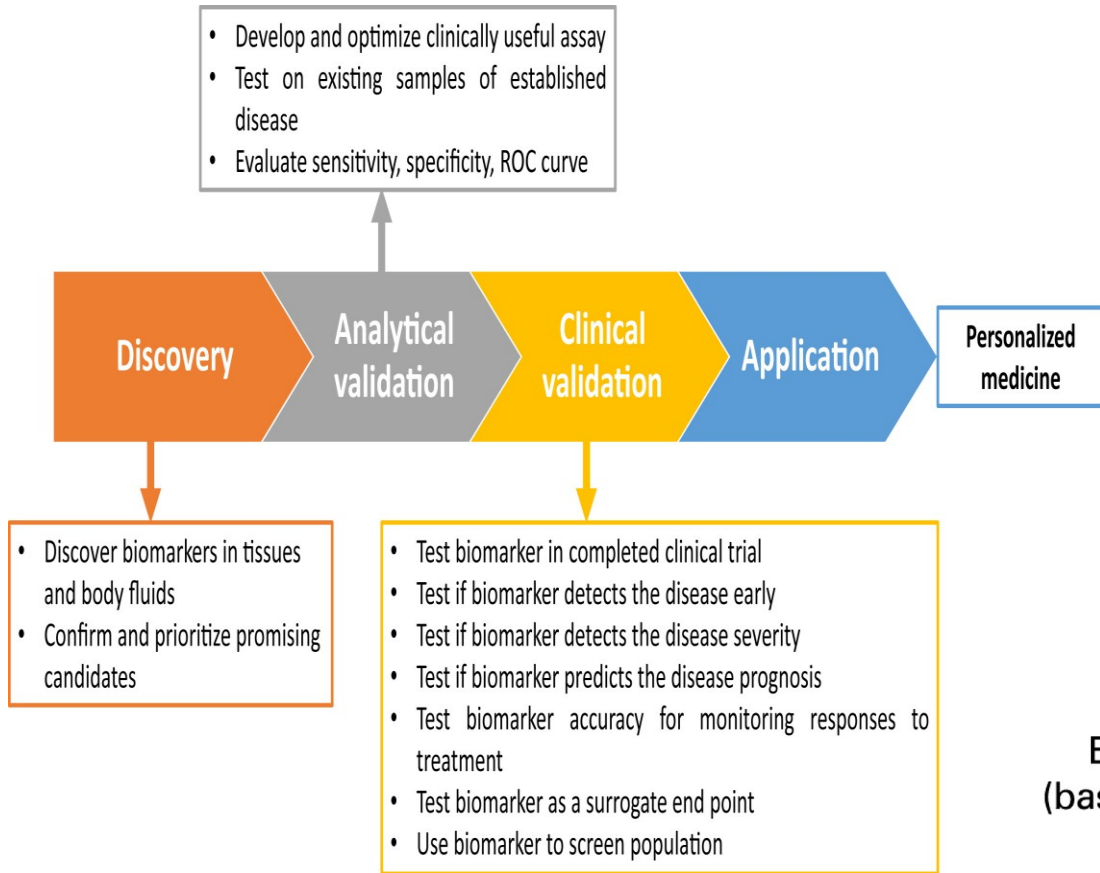 • Develop and optimize clinically useful assay
• Test on existing samples of established
disease
• Evaluate sensitivity, specificity, ROC curve
Discovery
Analytical
validation
Clinical
validation
Application
Personalized
medicine
• Discover biomarkers in tissues
and body fluids
• Confirm and prioritize promising
candidates
• Test biomarker in completed clinical trial
• Test if biomarker detects the disease early
• Test if biomarker detects the disease severity
• Test if biomarker predicts the disease prognosis
• Test biomarker accuracy for monitoring responses to
treatment
• Test biomarker as a surrogate end point
• Use biomarker to screen population